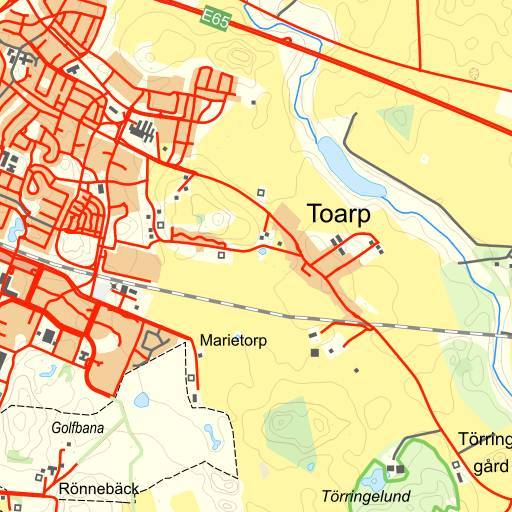 E65
Toarp
Marietorp
Golfbana
Törring
gård
Rönnebäck
Törringelund